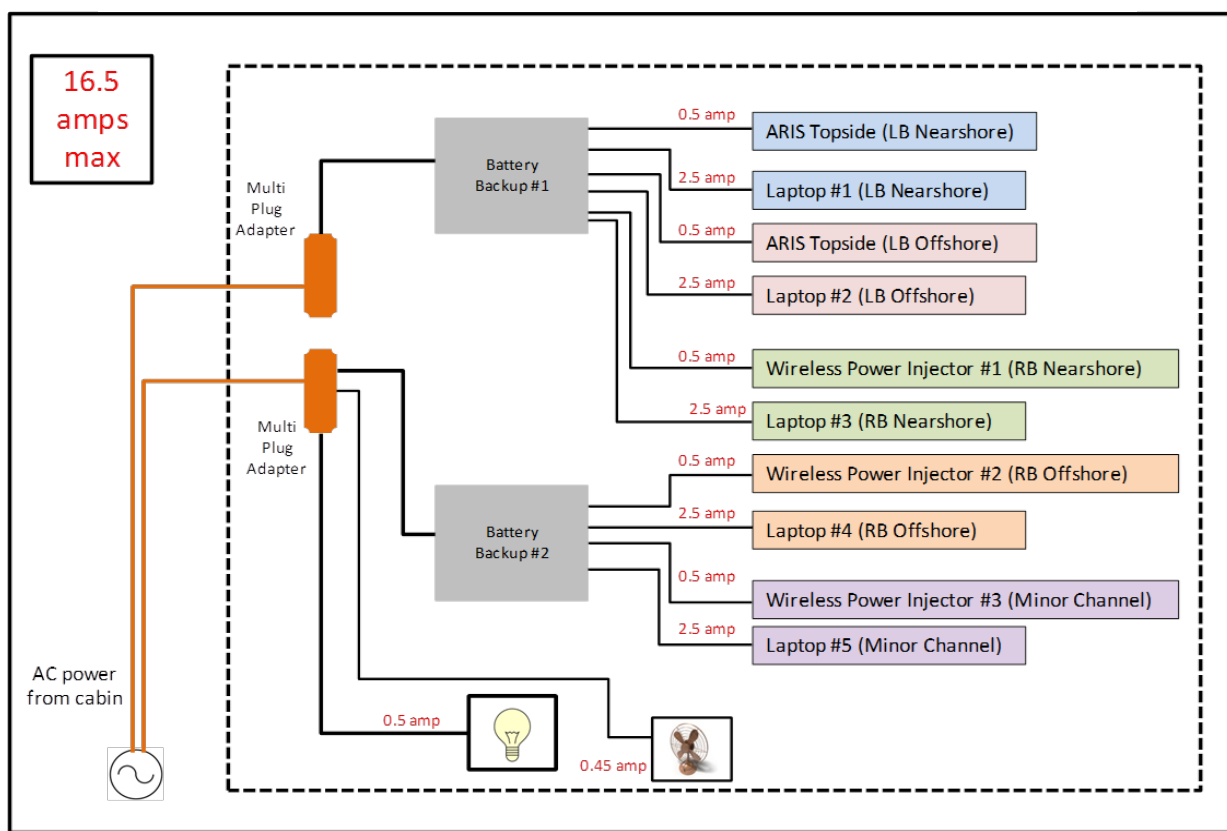 16.5
amps
max
Multi
Plug
Adapter
Battery
Backup #1
0.5 amp
ARIS Topside (LB Nearshore)
2.5 amp
Laptop #1 (LB Nearshore)
0.5 amp
ARIS Topside (LB Offshore)
2.5 amp
Laptop #2 (LB Offshore)
0.5 amp
Wireless Power Injector #1 (RB Nearshore)
2.5 amp
Laptop #3 (RB Nearshore)
Multi
Plug
Adapter
Battery
Backup #2
0.5 amp
Wireless Power Injector #2 (RB Offshore)
2.5 amp
Laptop #4 (RB Offshore)
0.5 amp
Wireless Power Injector #3 (Minor Channel)
2.5 amp
Laptop #5 (Minor Channel)
AC power
from cabin
0.5 amp
0.45 amp